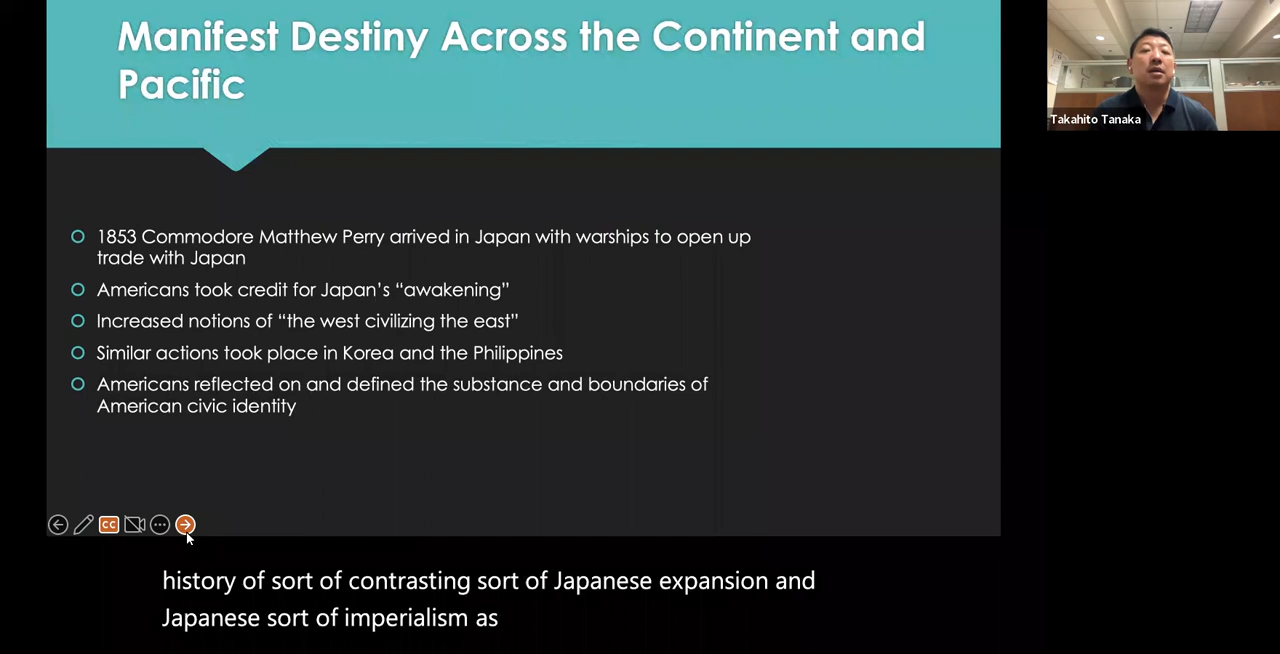 Manifest Destiny Across the Continent and
Pacific
Takahito Tanaka
1853 Commodore Matthew Perry arrived in Japan with warships to open up
trade with Japan
Americans took credit for Japan's “awakening”
Increased notions of “the west civilizing the east”
Similar actions took place in Korea and the Philippines
Americans reflected on and defined the substance and boundaries of
American civic identity
CC
history of sort of contrasting sort of Japanese expansion and
Japanese sort of imperialism as